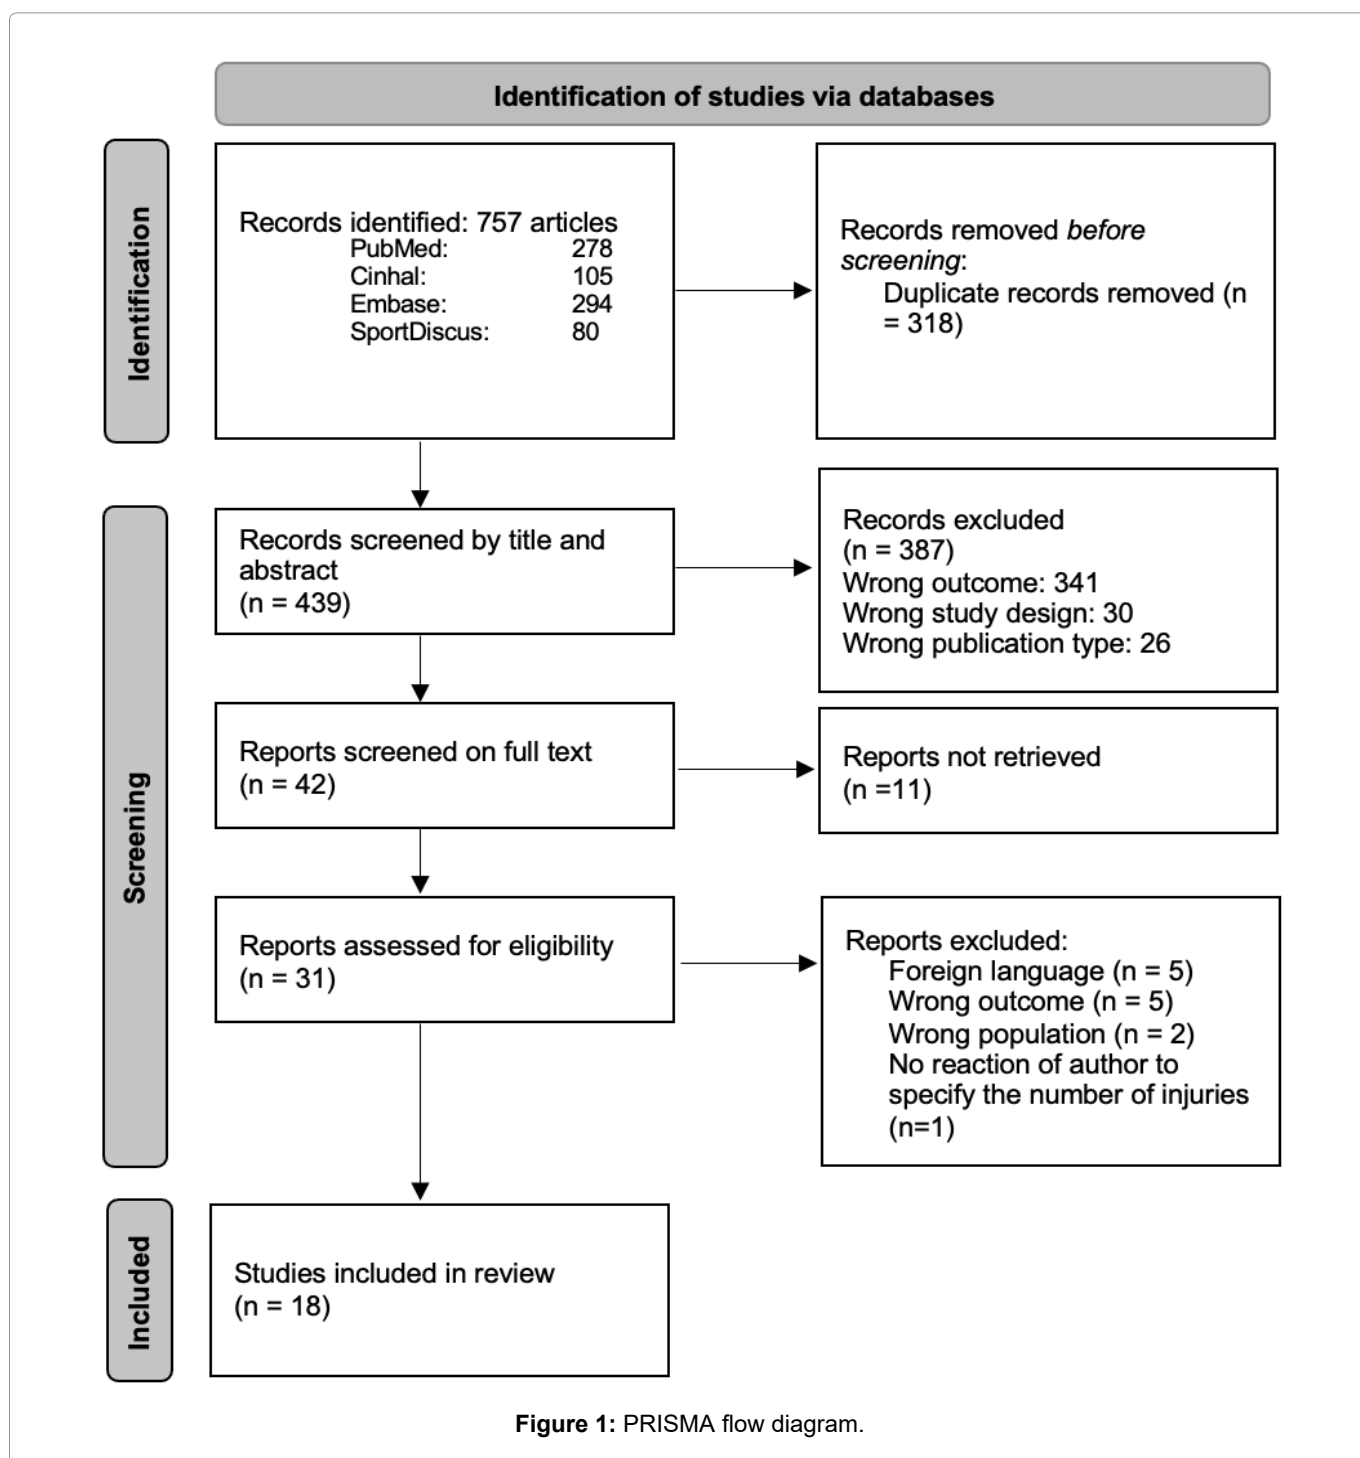 Identification of studies via databases
Identification
Records identified: 757 articles
PubMed: 278
Cinhal: 105
Embase: 294
SportDiscus: 80
Records removed before
screening:
Duplicate records removed (n
= 318)
Screening
Records screened by title and
abstract
(n = 439)
Records excluded
(n = 387)
Wrong outcome: 341
Wrong study design: 30
Wrong publication type: 26
Reports screened on full text
(n = 42)
Reports not retrieved
(n =11)
Reports assessed for eligibility
(n = 31)
Reports excluded:
Foreign language (n = 5)
Wrong outcome (n = 5)
Wrong population (n = 2)
No reaction of author to
specify the number of injuries
(n=1)
Included
Studies included in review
(n = 18)
Figure 1: PRISMA flow diagram.